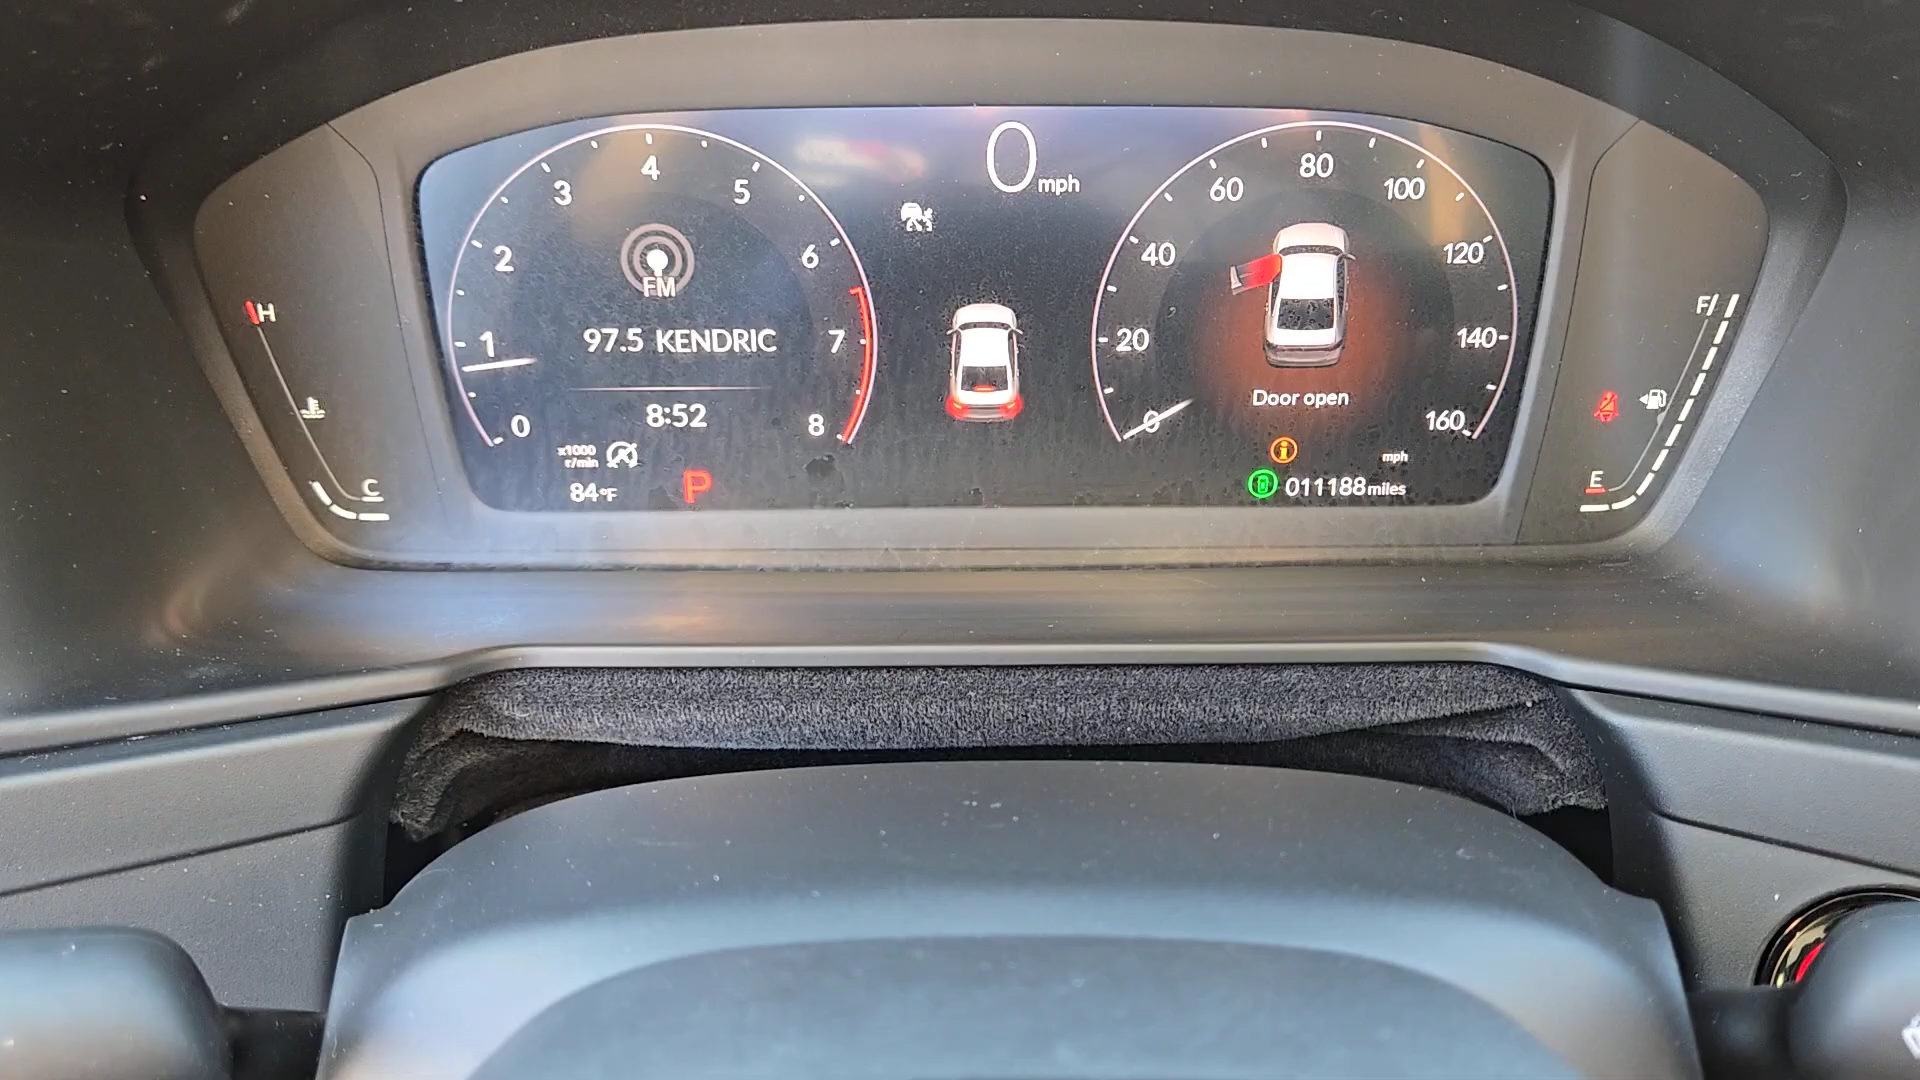 0 mph
1 2 3 4 5 6 7 8 0
x1000
r/min
FM
97.5 KENDRIC
8:52
84°F
P
0 20 40 60 80 100 120 140 160
Door open
mph
i
011188 miles
H
C
F
E